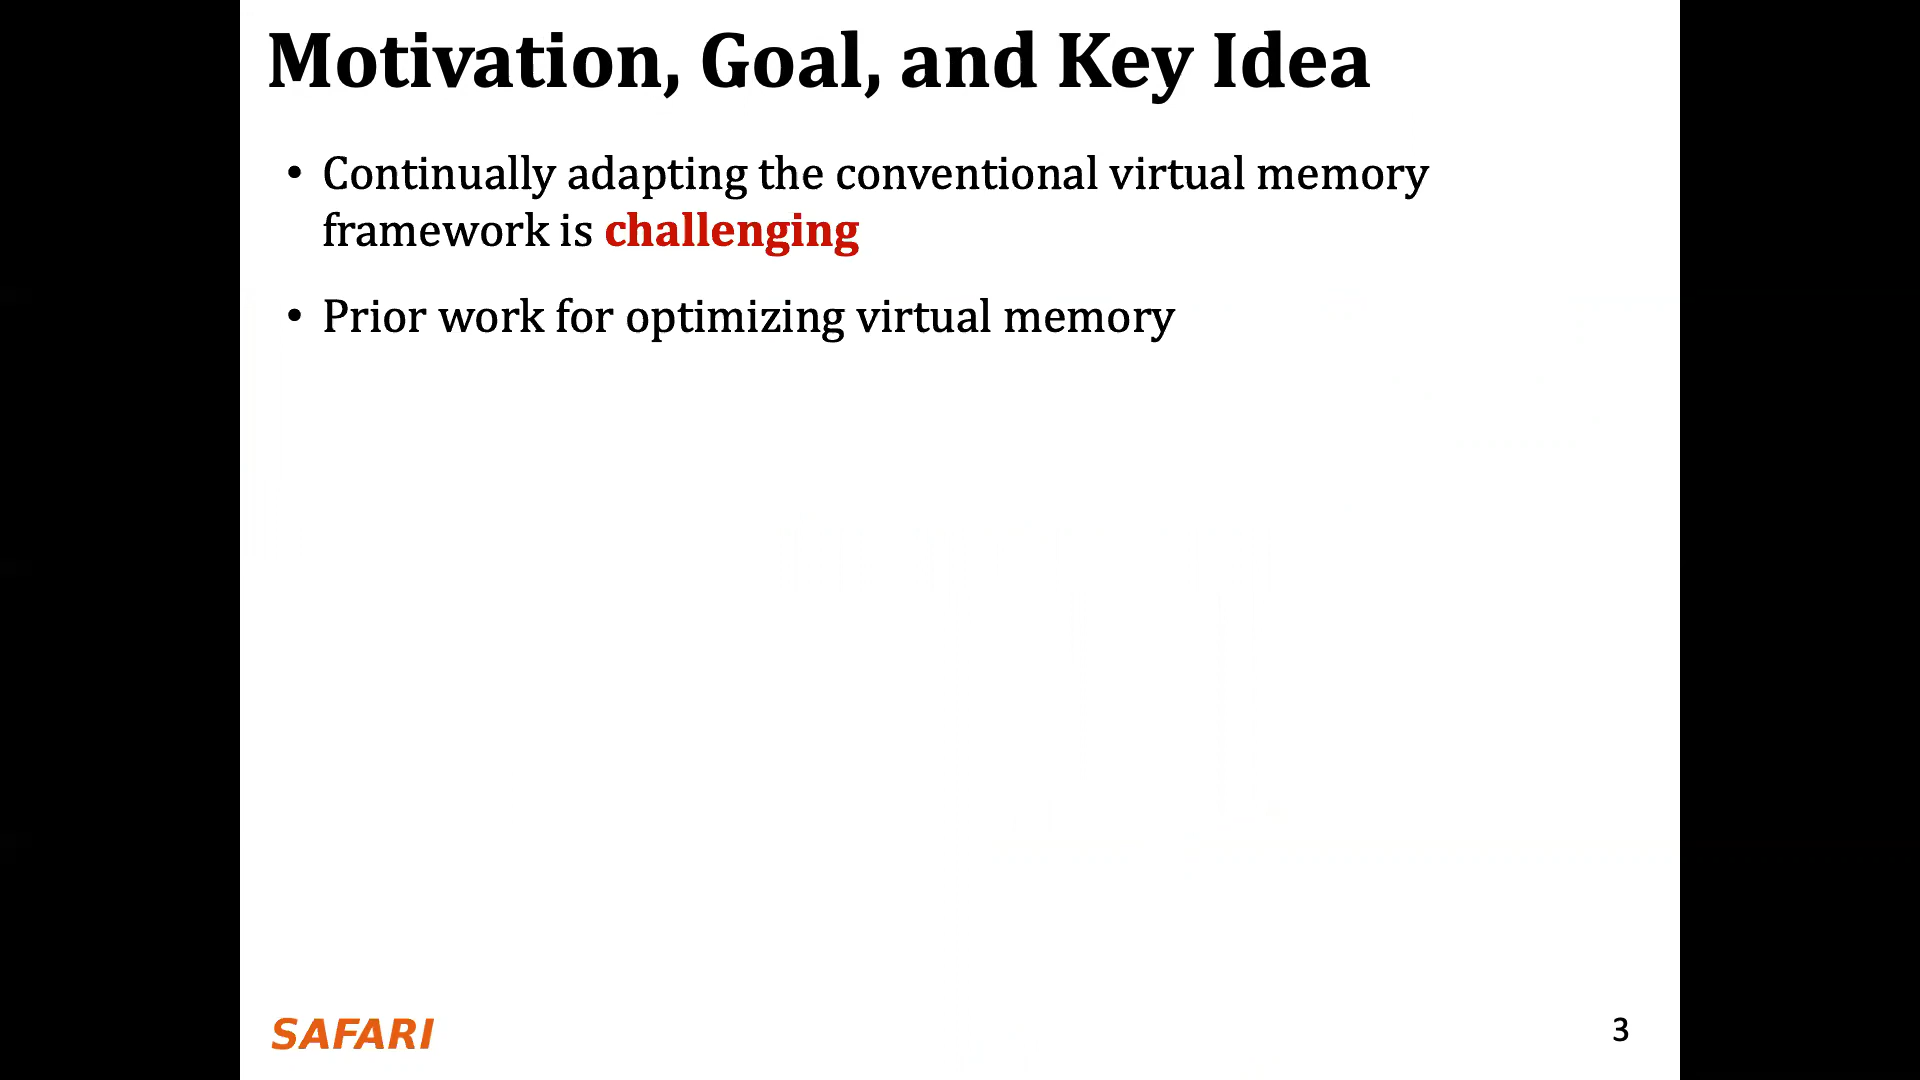 Motivation, Goal, and Key Idea
• Continually adapting the conventional virtual memory
framework is challenging
• Prior work for optimizing virtual memory
SAFARI
3